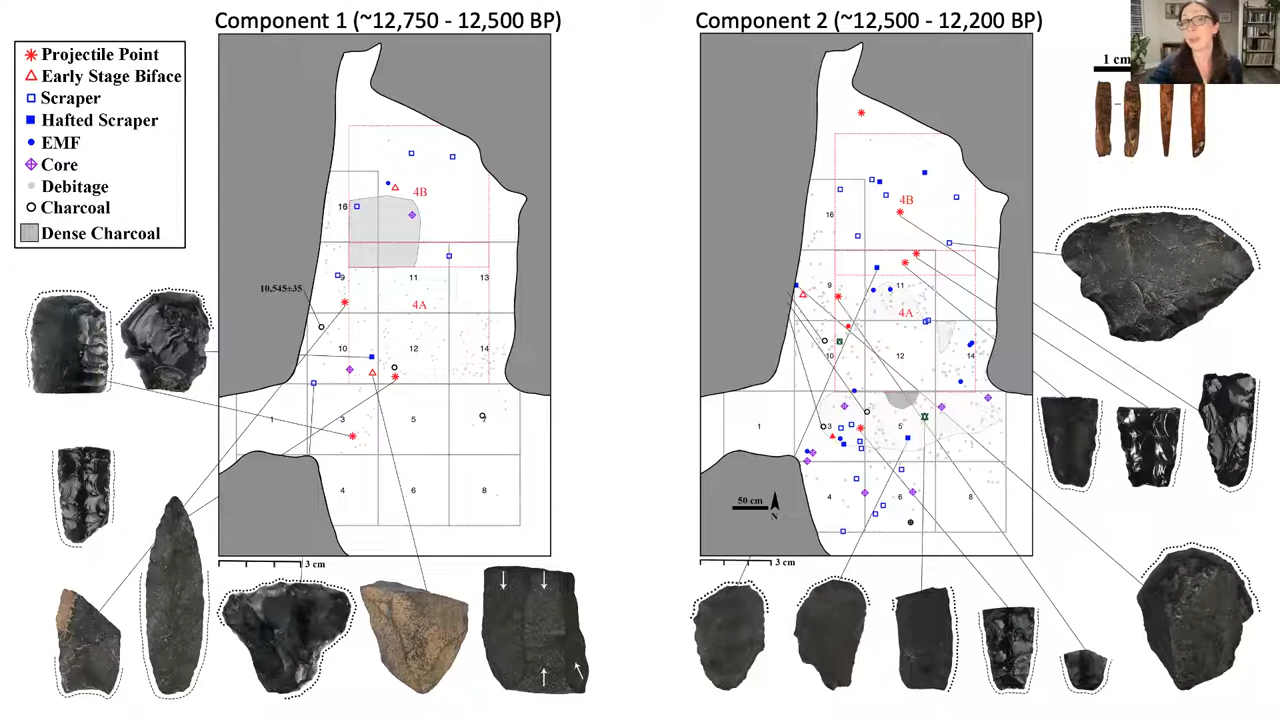 Component 1 (~12,750 - 12,500 BP)
Projectile Point
Early Stage Biface
Scraper
Hafted Scraper
EMF
Core
Debitage
Charcoal
Dense Charcoal
4B
16
9
11
13
10,545±35
4A
10
12
14
1
3
5
7
4
6
8
3 cm
Component 2 (~12,500 - 12,200 BP)
1 cm
4B
16
9
11
4A
10
12
14
1
3
5
4
6
8
50 cm
N
3 cm